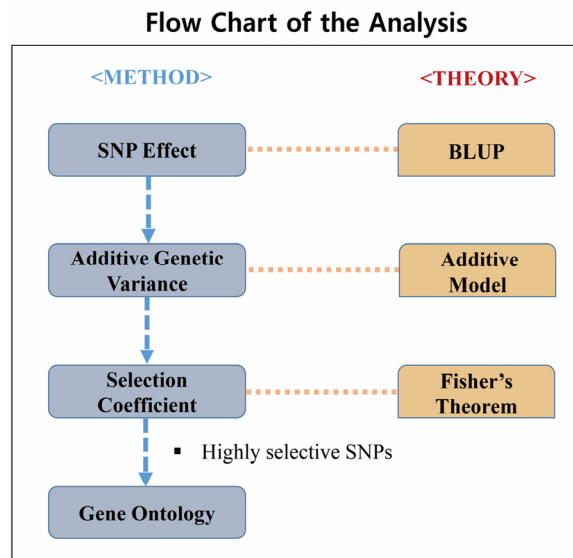 Flow Chart of the Analysis
<METHOD>
<THEORY>
SNP Effect
BLUP
Additive Genetic
Variance
Additive
Model
Selection
Coefficient
Fisher's
Theorem
▪ Highly selective SNPs
Gene Ontology